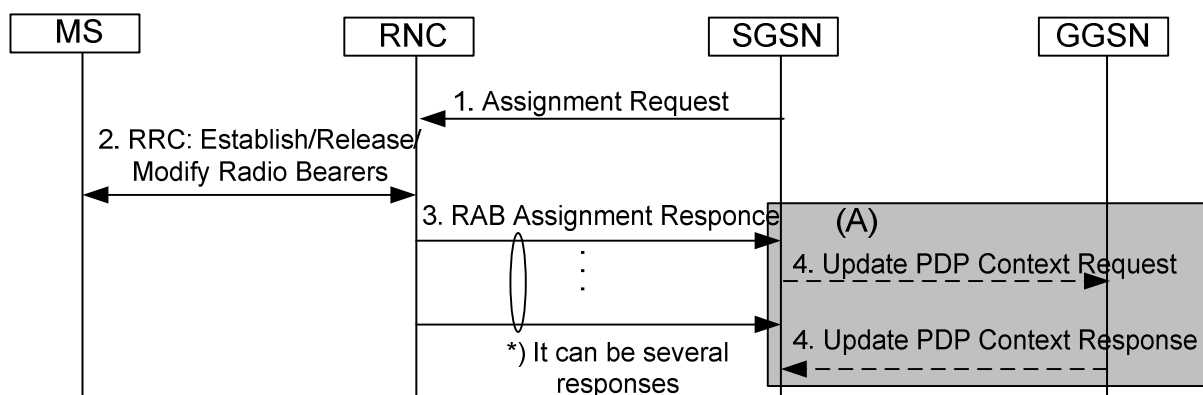 MS
RNC
SGSN
GGSN
1. Assignment Request
2. RRC: Establish/Release/
Modify Radio Bearers
3. RAB Assignment Responce
(A)
4. Update PDP Context Request
4. Update PDP Context Response
*) It can be several
responses